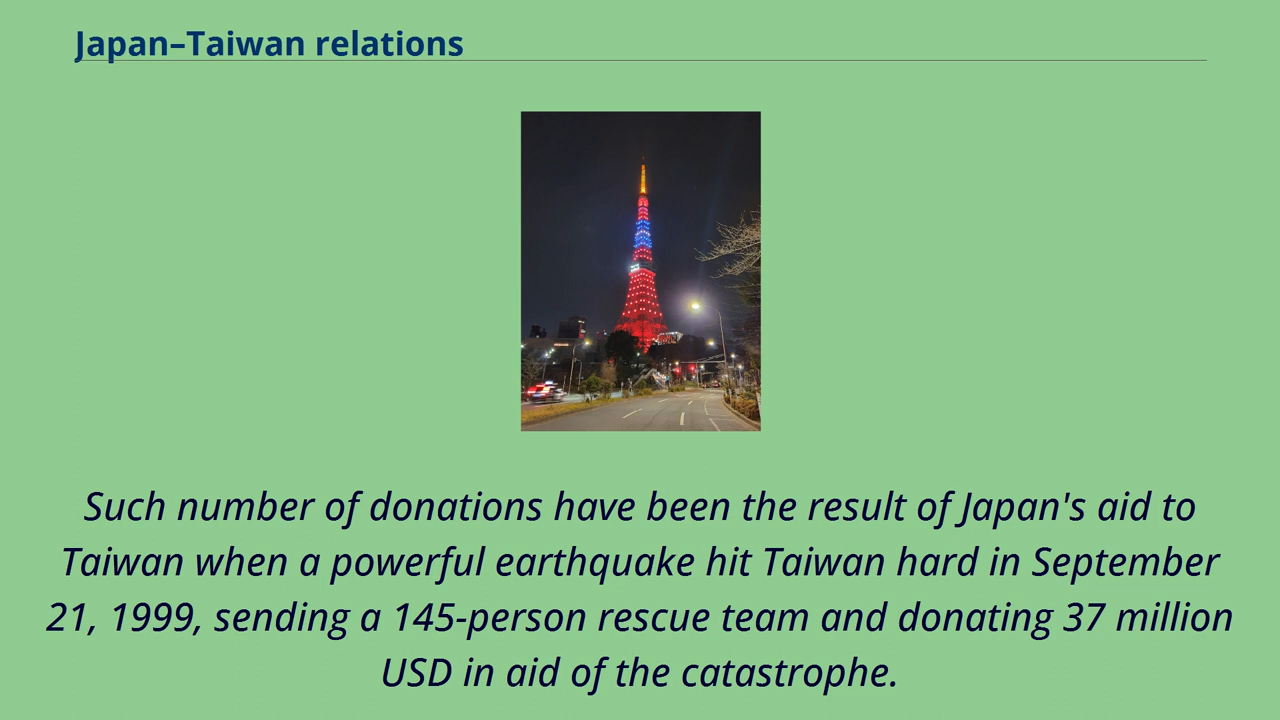 Japan–Taiwan relations
Such number of donations have been the result of Japan's aid to
Taiwan when a powerful earthquake hit Taiwan hard in September
21, 1999, sending a 145-person rescue team and donating 37 million
USD in aid of the catastrophe.